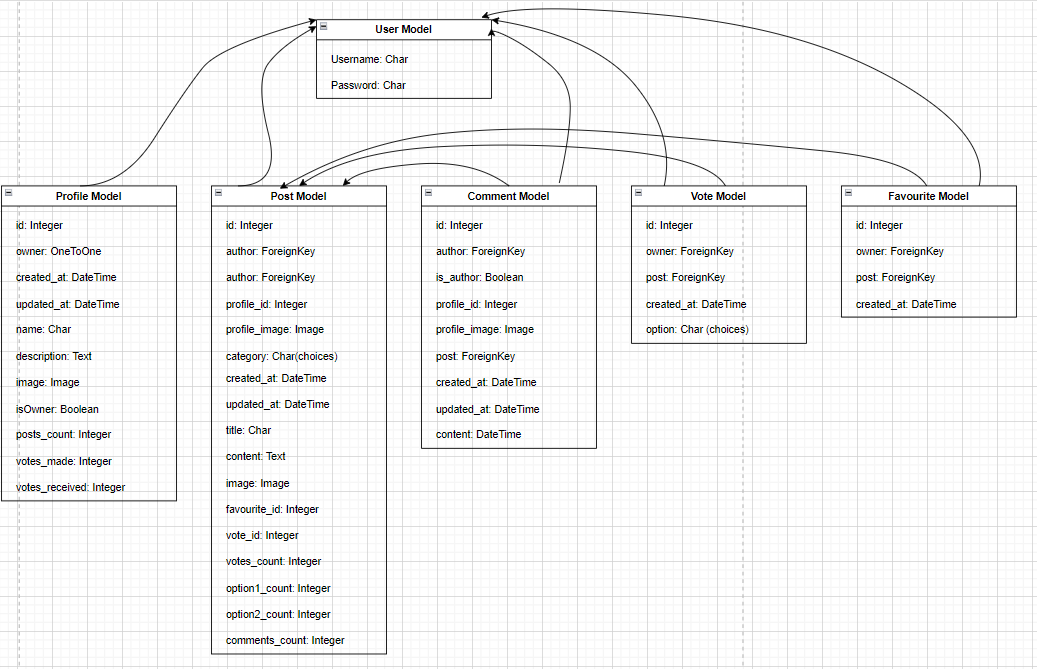 User Model
Username: Char
Password: Char
Profile Model
id: Integer
owner: OneToOne
created_at: DateTime
updated_at: DateTime
name: Char
description: Text
image: Image
isOwner: Boolean
posts_count: Integer
votes_made: Integer
votes_received: Integer
Post Model
id: Integer
author: ForeignKey
author: ForeignKey
profile_id: Integer
profile_image: Image
category: Char(choices)
created_at: DateTime
updated_at: DateTime
title: Char
content: Text
image: Image
favourite_id: Integer
vote_id: Integer
votes_count: Integer
option1_count: Integer
option2_count: Integer
comments_count: Integer
Comment Model
id: Integer
author: ForeignKey
is_author: Boolean
profile_id: Integer
profile_image: Image
post: ForeignKey
created_at: DateTime
updated_at: DateTime
content: DateTime
Vote Model
id: Integer
owner: ForeignKey
post: ForeignKey
created_at: DateTime
option: Char (choices)
Favourite Model
id: Integer
owner: ForeignKey
post: ForeignKey
created_at: DateTime